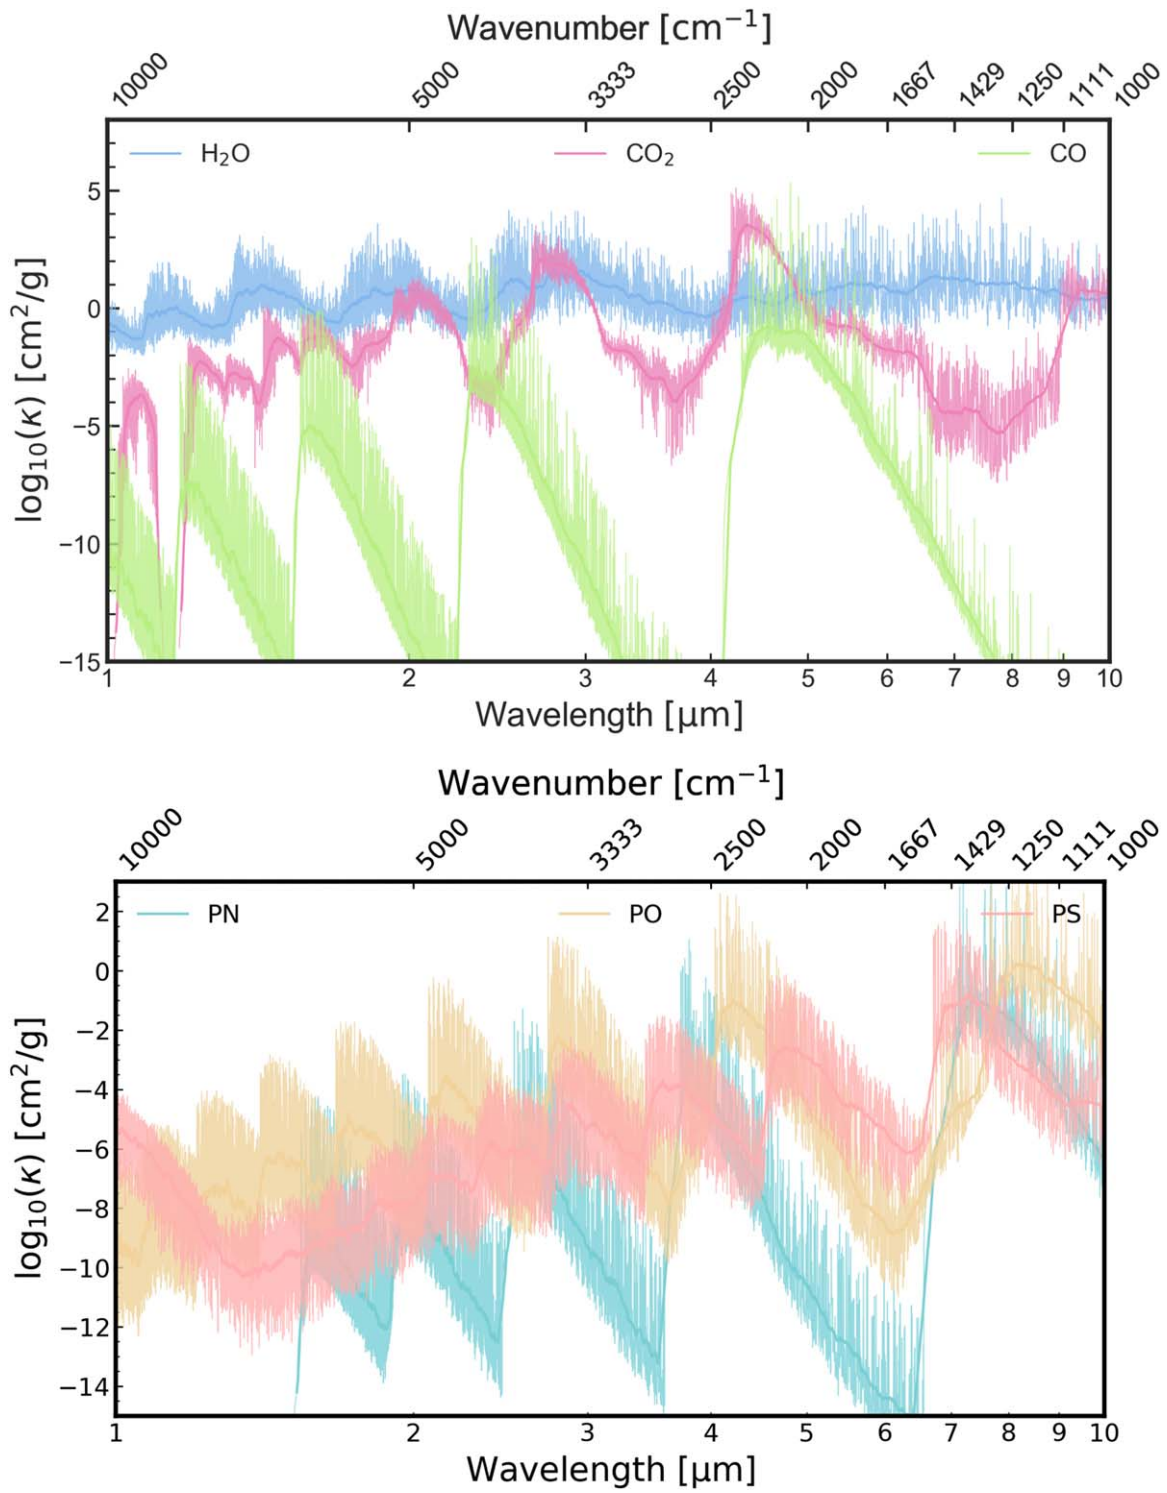 Wavenumber [cm⁻¹]
10000 5000 3333 2500 2000 1667 1429 1250 1111 1000
H₂O CO₂ CO
log₁₀(κ) [cm²/g]
5
0
−5
−10
−15
1 2 3 4 5 6 7 8 9 10
Wavelength [μm]
Wavenumber [cm⁻¹]
10000 5000 3333 2500 2000 1667 1429 1250 1111 1000
PN PO PS
log₁₀(κ) [cm²/g]
2
0
−2
−4
−6
−8
−10
−12
−14
1 2 3 4 5 6 7 8 9 10
Wavelength [μm]